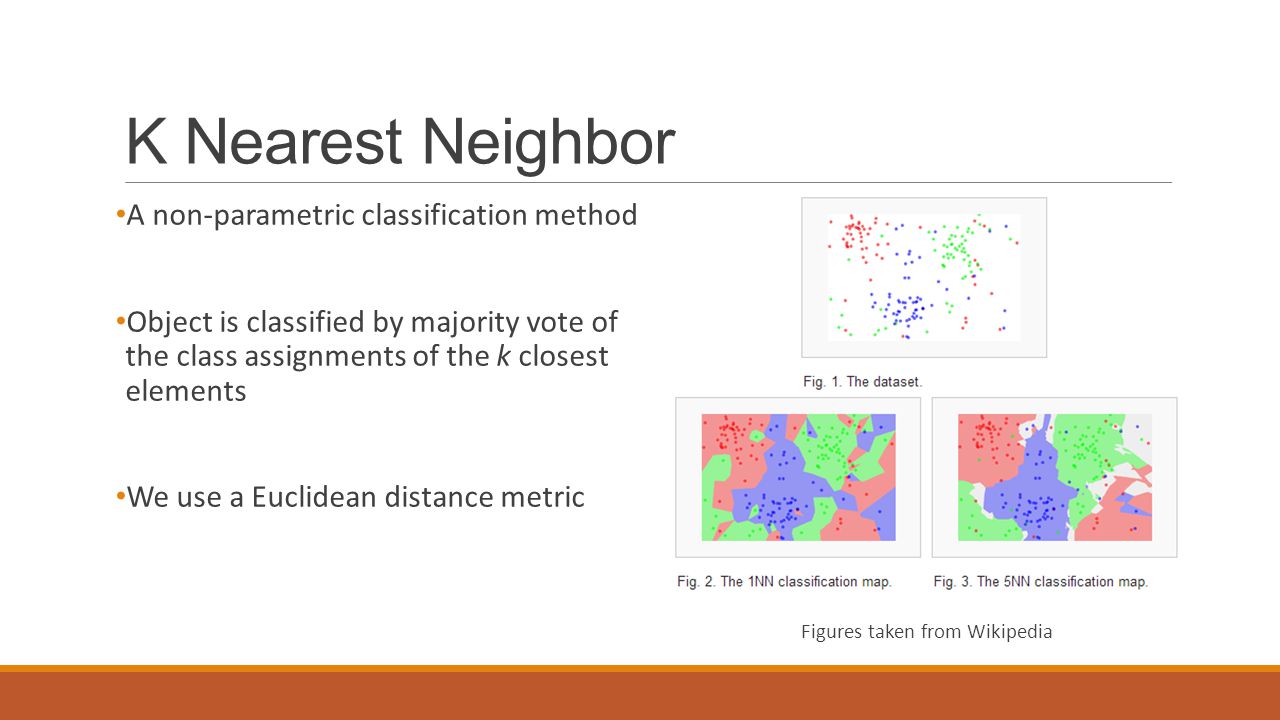 K Nearest Neighbor
•A non-parametric classification method
•Object is classified by majority vote of
the class assignments of the k closest
elements
•We use a Euclidean distance metric
Fig. 1. The dataset.
Fig. 2. The 1NN classification map.
Fig. 3. The 5NN classification map.
Figures taken from Wikipedia